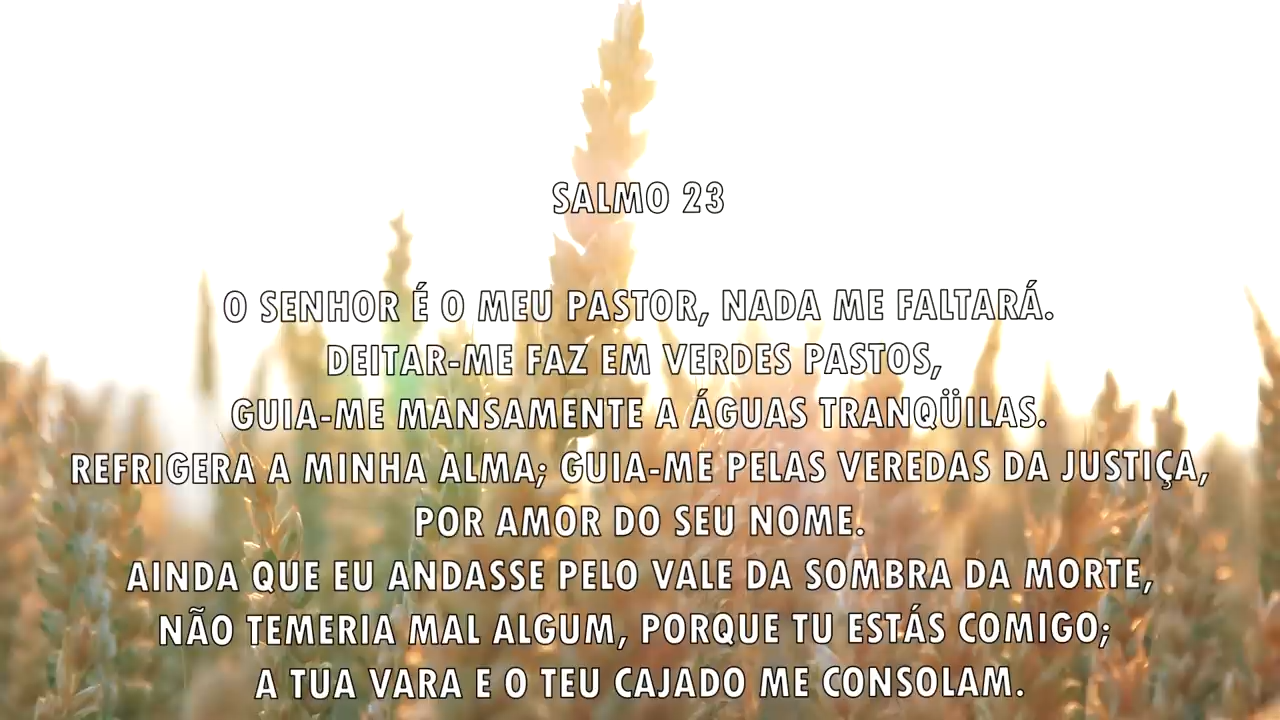 SALMO 23
O SENHOR É O MEU PASTOR, NADA ME FALTARÁ.
DEITAR-ME FAZ EM VERDES PASTOS,
GUIA-ME MANSAMENTE A ÁGUAS TRANQÜILAS.
REFRIGERA A MINHA ALMA; GUIA-ME PELAS VEREDAS DA JUSTIÇA,
POR AMOR DO SEU NOME.
AINDA QUE EU ANDASSE PELO VALE DA SOMBRA DA MORTE,
NÃO TEMERIA MAL ALGUM, PORQUE TU ESTÁS COMIGO;
A TUA VARA E O TEU CAJADO ME CONSOLAM.